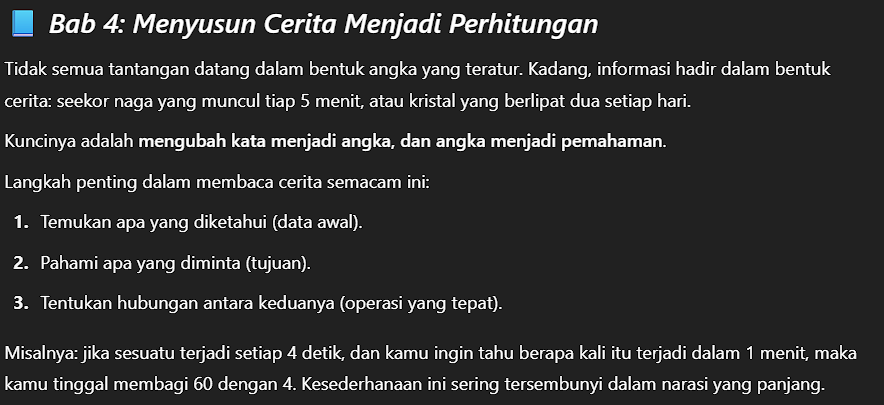 Bab 4: Menyusun Cerita Menjadi Perhitungan
Tidak semua tantangan datang dalam bentuk angka yang teratur. Kadang, informasi hadir dalam bentuk
cerita: seekor naga yang muncul tiap 5 menit, atau kristal yang berlipat dua setiap hari.
Kuncinya adalah mengubah kata menjadi angka, dan angka menjadi pemahaman.
Langkah penting dalam membaca cerita semacam ini:
1. Temukan apa yang diketahui (data awal).
2. Pahami apa yang diminta (tujuan).
3. Tentukan hubungan antara keduanya (operasi yang tepat).
Misalnya: jika sesuatu terjadi setiap 4 detik, dan kamu ingin tahu berapa kali itu terjadi dalam 1 menit, maka
kamu tinggal membagi 60 dengan 4. Kesederhanaan ini sering tersembunyi dalam narasi yang panjang.